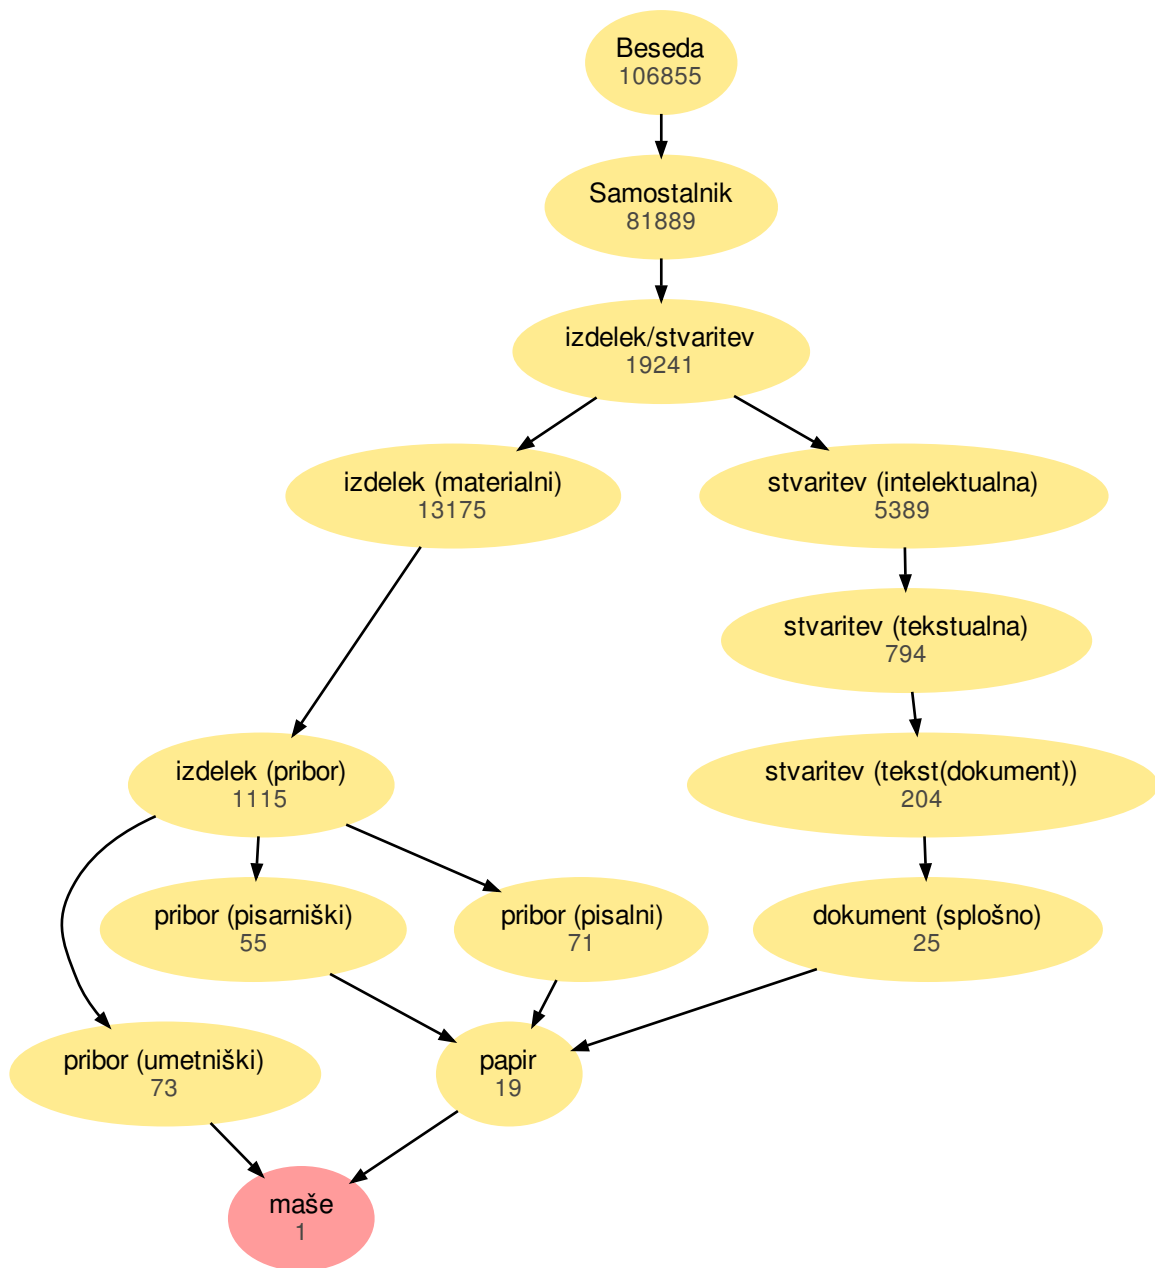 Beseda
106855
Samostalnik
81889
izdelek/stvaritev
19241
izdelek (materialni)
13175
stvaritev (intelektualna)
5389
stvaritev (tekstualna)
794
izdelek (pribor)
1115
stvaritev (tekst(dokument))
204
pribor (pisarniški)
55
pribor (pisalni)
71
dokument (splošno)
25
pribor (umetniški)
73
papir
19
maše
1